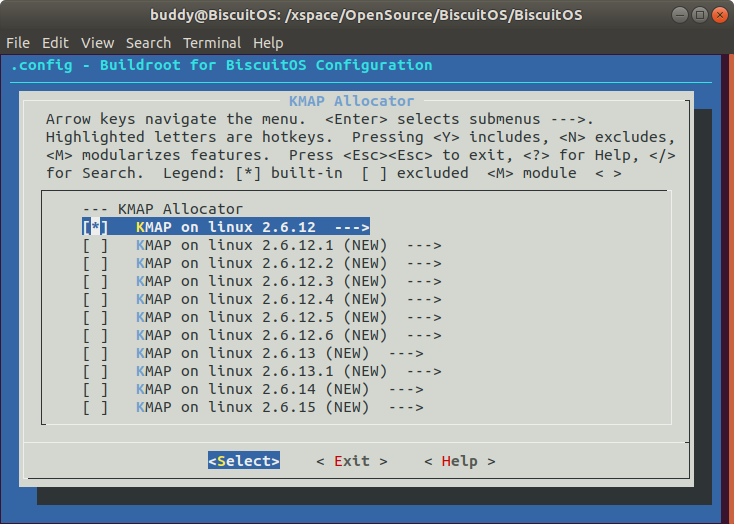 buddy@BiscuitOS: /xspace/OpenSource/BiscuitOS/BiscuitOS
File Edit View Search Terminal Help
.config - Buildroot for BiscuitOS Configuration
KMAP Allocator
Arrow keys navigate the menu.  <Enter> selects submenus --->.
Highlighted letters are hotkeys.  Pressing <Y> includes, <N> excludes,
<M> modularizes features.  Press <Esc><Esc> to exit, <?> for Help, </>
for Search.  Legend: [*] built-in  [ ] excluded  <M> module  < >
--- KMAP Allocator
[*]   KMAP on linux 2.6.12  --->
[ ]   KMAP on linux 2.6.12.1 (NEW)  --->
[ ]   KMAP on linux 2.6.12.2 (NEW)  --->
[ ]   KMAP on linux 2.6.12.3 (NEW)  --->
[ ]   KMAP on linux 2.6.12.4 (NEW)  --->
[ ]   KMAP on linux 2.6.12.5 (NEW)  --->
[ ]   KMAP on linux 2.6.12.6 (NEW)  --->
[ ]   KMAP on linux 2.6.13 (NEW)  --->
[ ]   KMAP on linux 2.6.13.1 (NEW)  --->
[ ]   KMAP on linux 2.6.14 (NEW)  --->
[ ]   KMAP on linux 2.6.15 (NEW)  --->
<Select>    < Exit >    < Help >